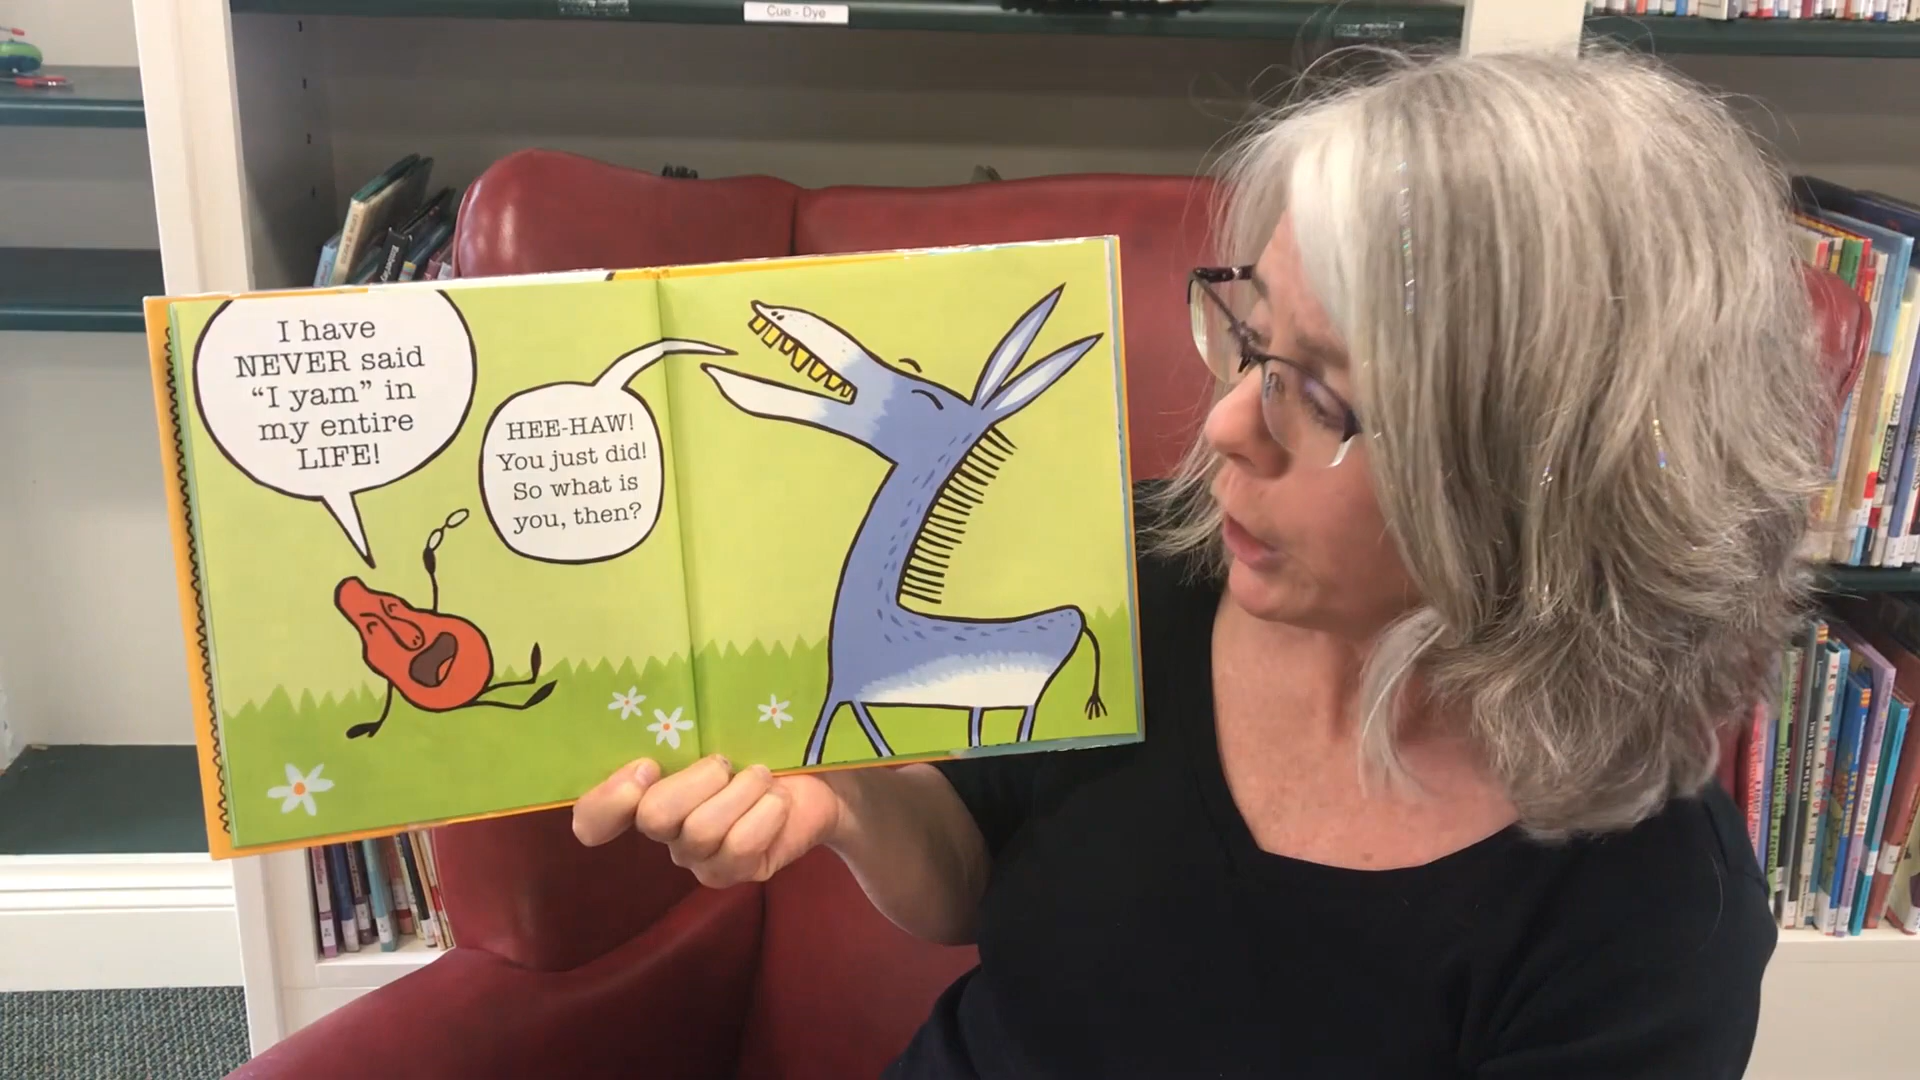 Cue - Dye
I have
NEVER said
“I yam” in
my entire
LIFE!
HEE-HAW!
You just did!
So what is
you, then?